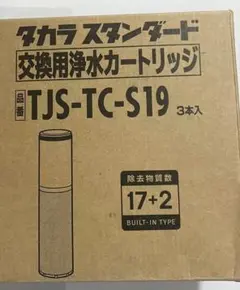 タカラスタンダード
交換用浄水カートリッジ
品番 TJS-TC-S19 3本入
除去物質数
17+2
BUILT-IN TYPE